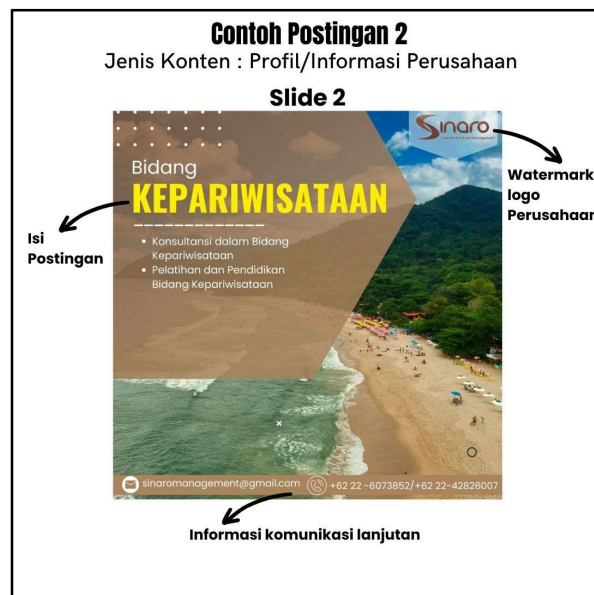 Contoh Postingan 2
Jenis Konten : Profil/Informasi Perusahaan
Slide 2
Sinaro
Bidang
KEPARIWISATAAN
• Konsultansi dalam Bidang
Kepariwisataan
• Pelatihan dan Pendidikan
Bidang Kepariwisataan
Watermark
logo
Perusahaan
Isi
Postingan
sinaromanagement@gmail.com
+62 22 -6073852/+62 22-42826007
Informasi komunikasi lanjutan